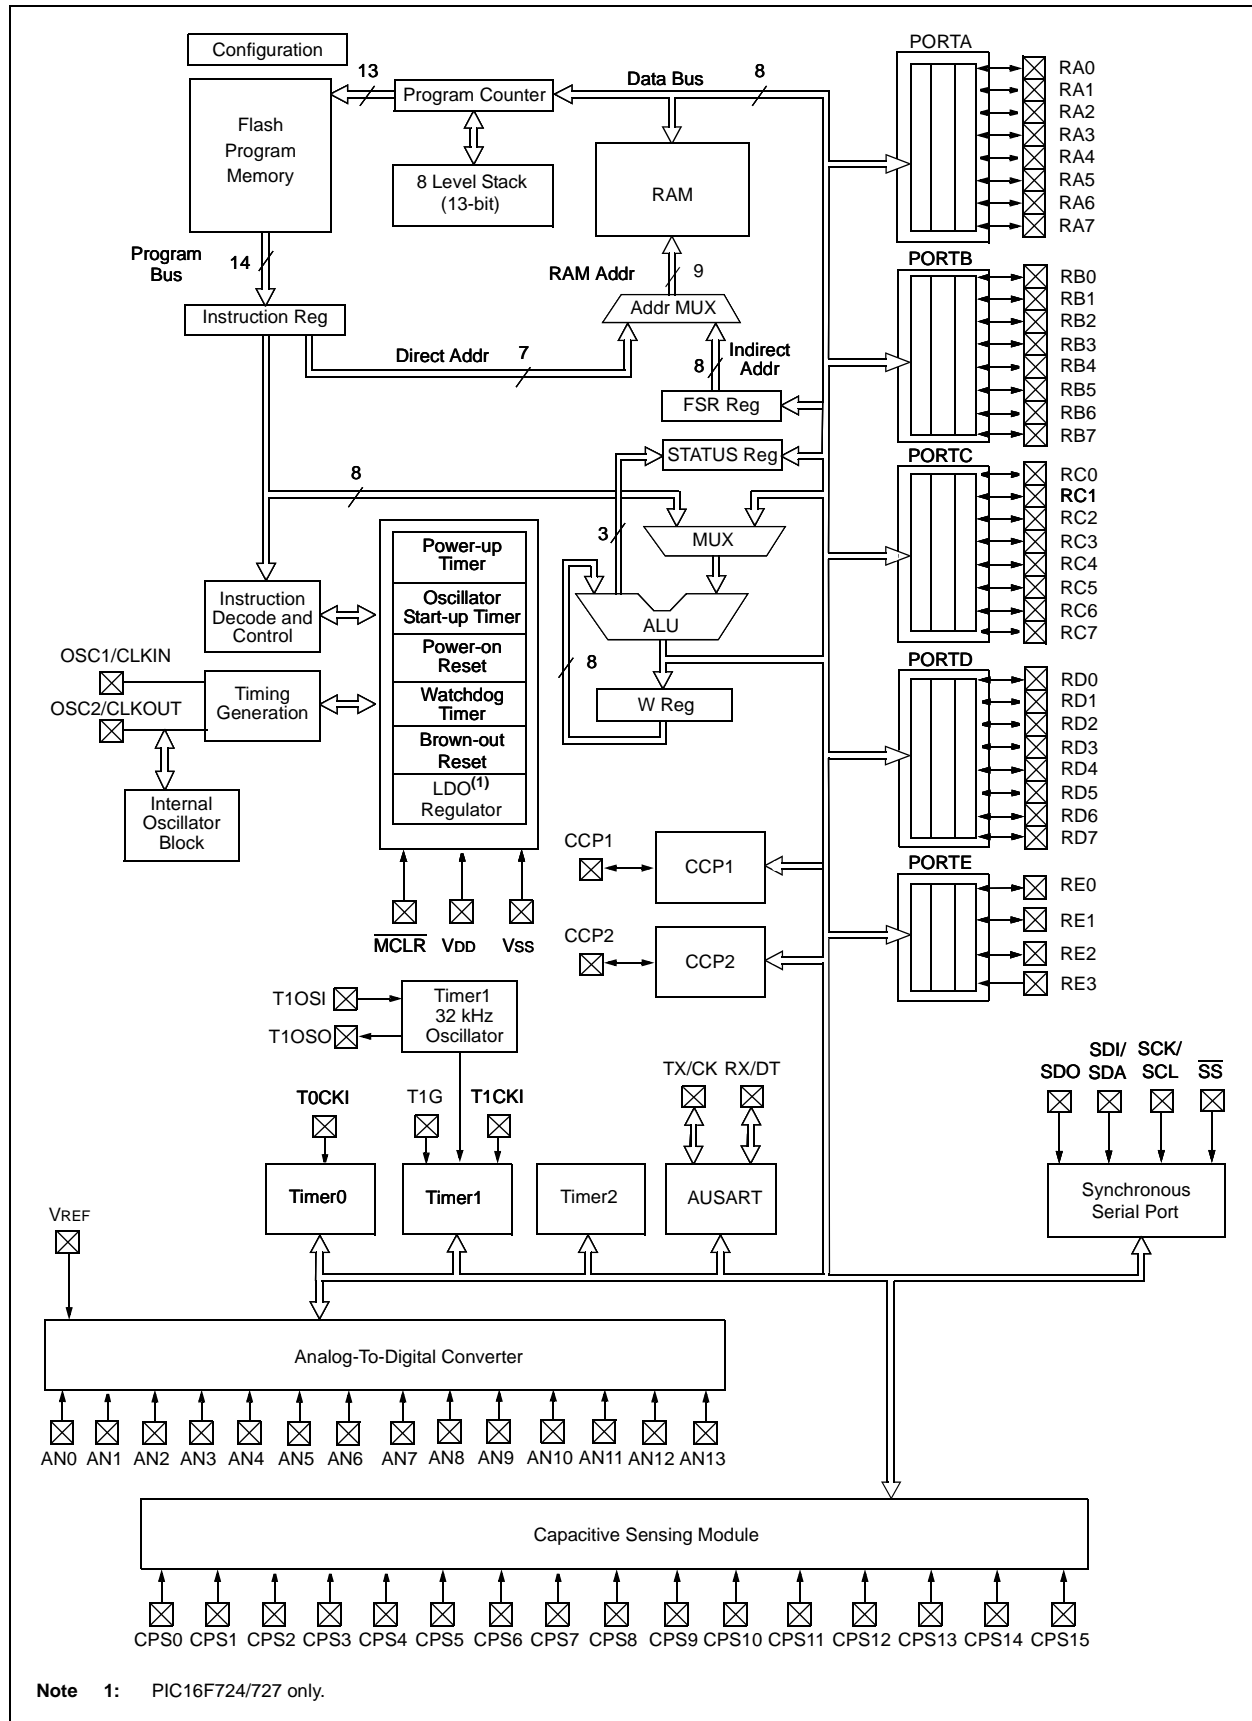 Configuration
PORTA
13
Data Bus
8
Program Counter
Flash
Program
Memory
8 Level Stack
(13-bit)
RAM
RA0
RA1
RA2
RA3
RA4
RA5
RA6
RA7
Program
Bus
14
RAM Addr
9
PORTB
Addr MUX
Instruction Reg
Direct Addr
7
Indirect
Addr
8
FSR Reg
RB0
RB1
RB2
RB3
RB4
RB5
RB6
RB7
STATUS Reg
PORTC
8
3
MUX
RC0
RC1
RC2
RC3
RC4
RC5
RC6
RC7
Power-up
Timer
Oscillator
Start-up Timer
Power-on
Reset
Watchdog
Timer
Brown-out
Reset
LDO(1)
Regulator
Instruction
Decode and
Control
ALU
8
W Reg
OSC1/CLKIN
OSC2/CLKOUT
Timing
Generation
Internal
Oscillator
Block
PORTD
RD0
RD1
RD2
RD3
RD4
RD5
RD6
RD7
CCP1
CCP1
CCP2
CCP2
PORTE
RE0
RE1
RE2
RE3
MCLR
VDD
VSS
T1OSI
T1OSO
Timer1
32 kHz
Oscillator
T0CKI
T1G
T1CKI
TX/CK
RX/DT
SDO
SDI/
SDA
SCK/
SCL
SS
Timer0
Timer1
Timer2
AUSART
Synchronous
Serial Port
VREF
Analog-To-Digital Converter
AN0 AN1 AN2 AN3 AN4 AN5 AN6 AN7 AN8 AN9 AN10 AN11 AN12 AN13
Capacitive Sensing Module
CPS0 CPS1 CPS2 CPS3 CPS4 CPS5 CPS6 CPS7 CPS8 CPS9 CPS10 CPS11 CPS12 CPS13 CPS14 CPS15
Note 1: PIC16F724/727 only.